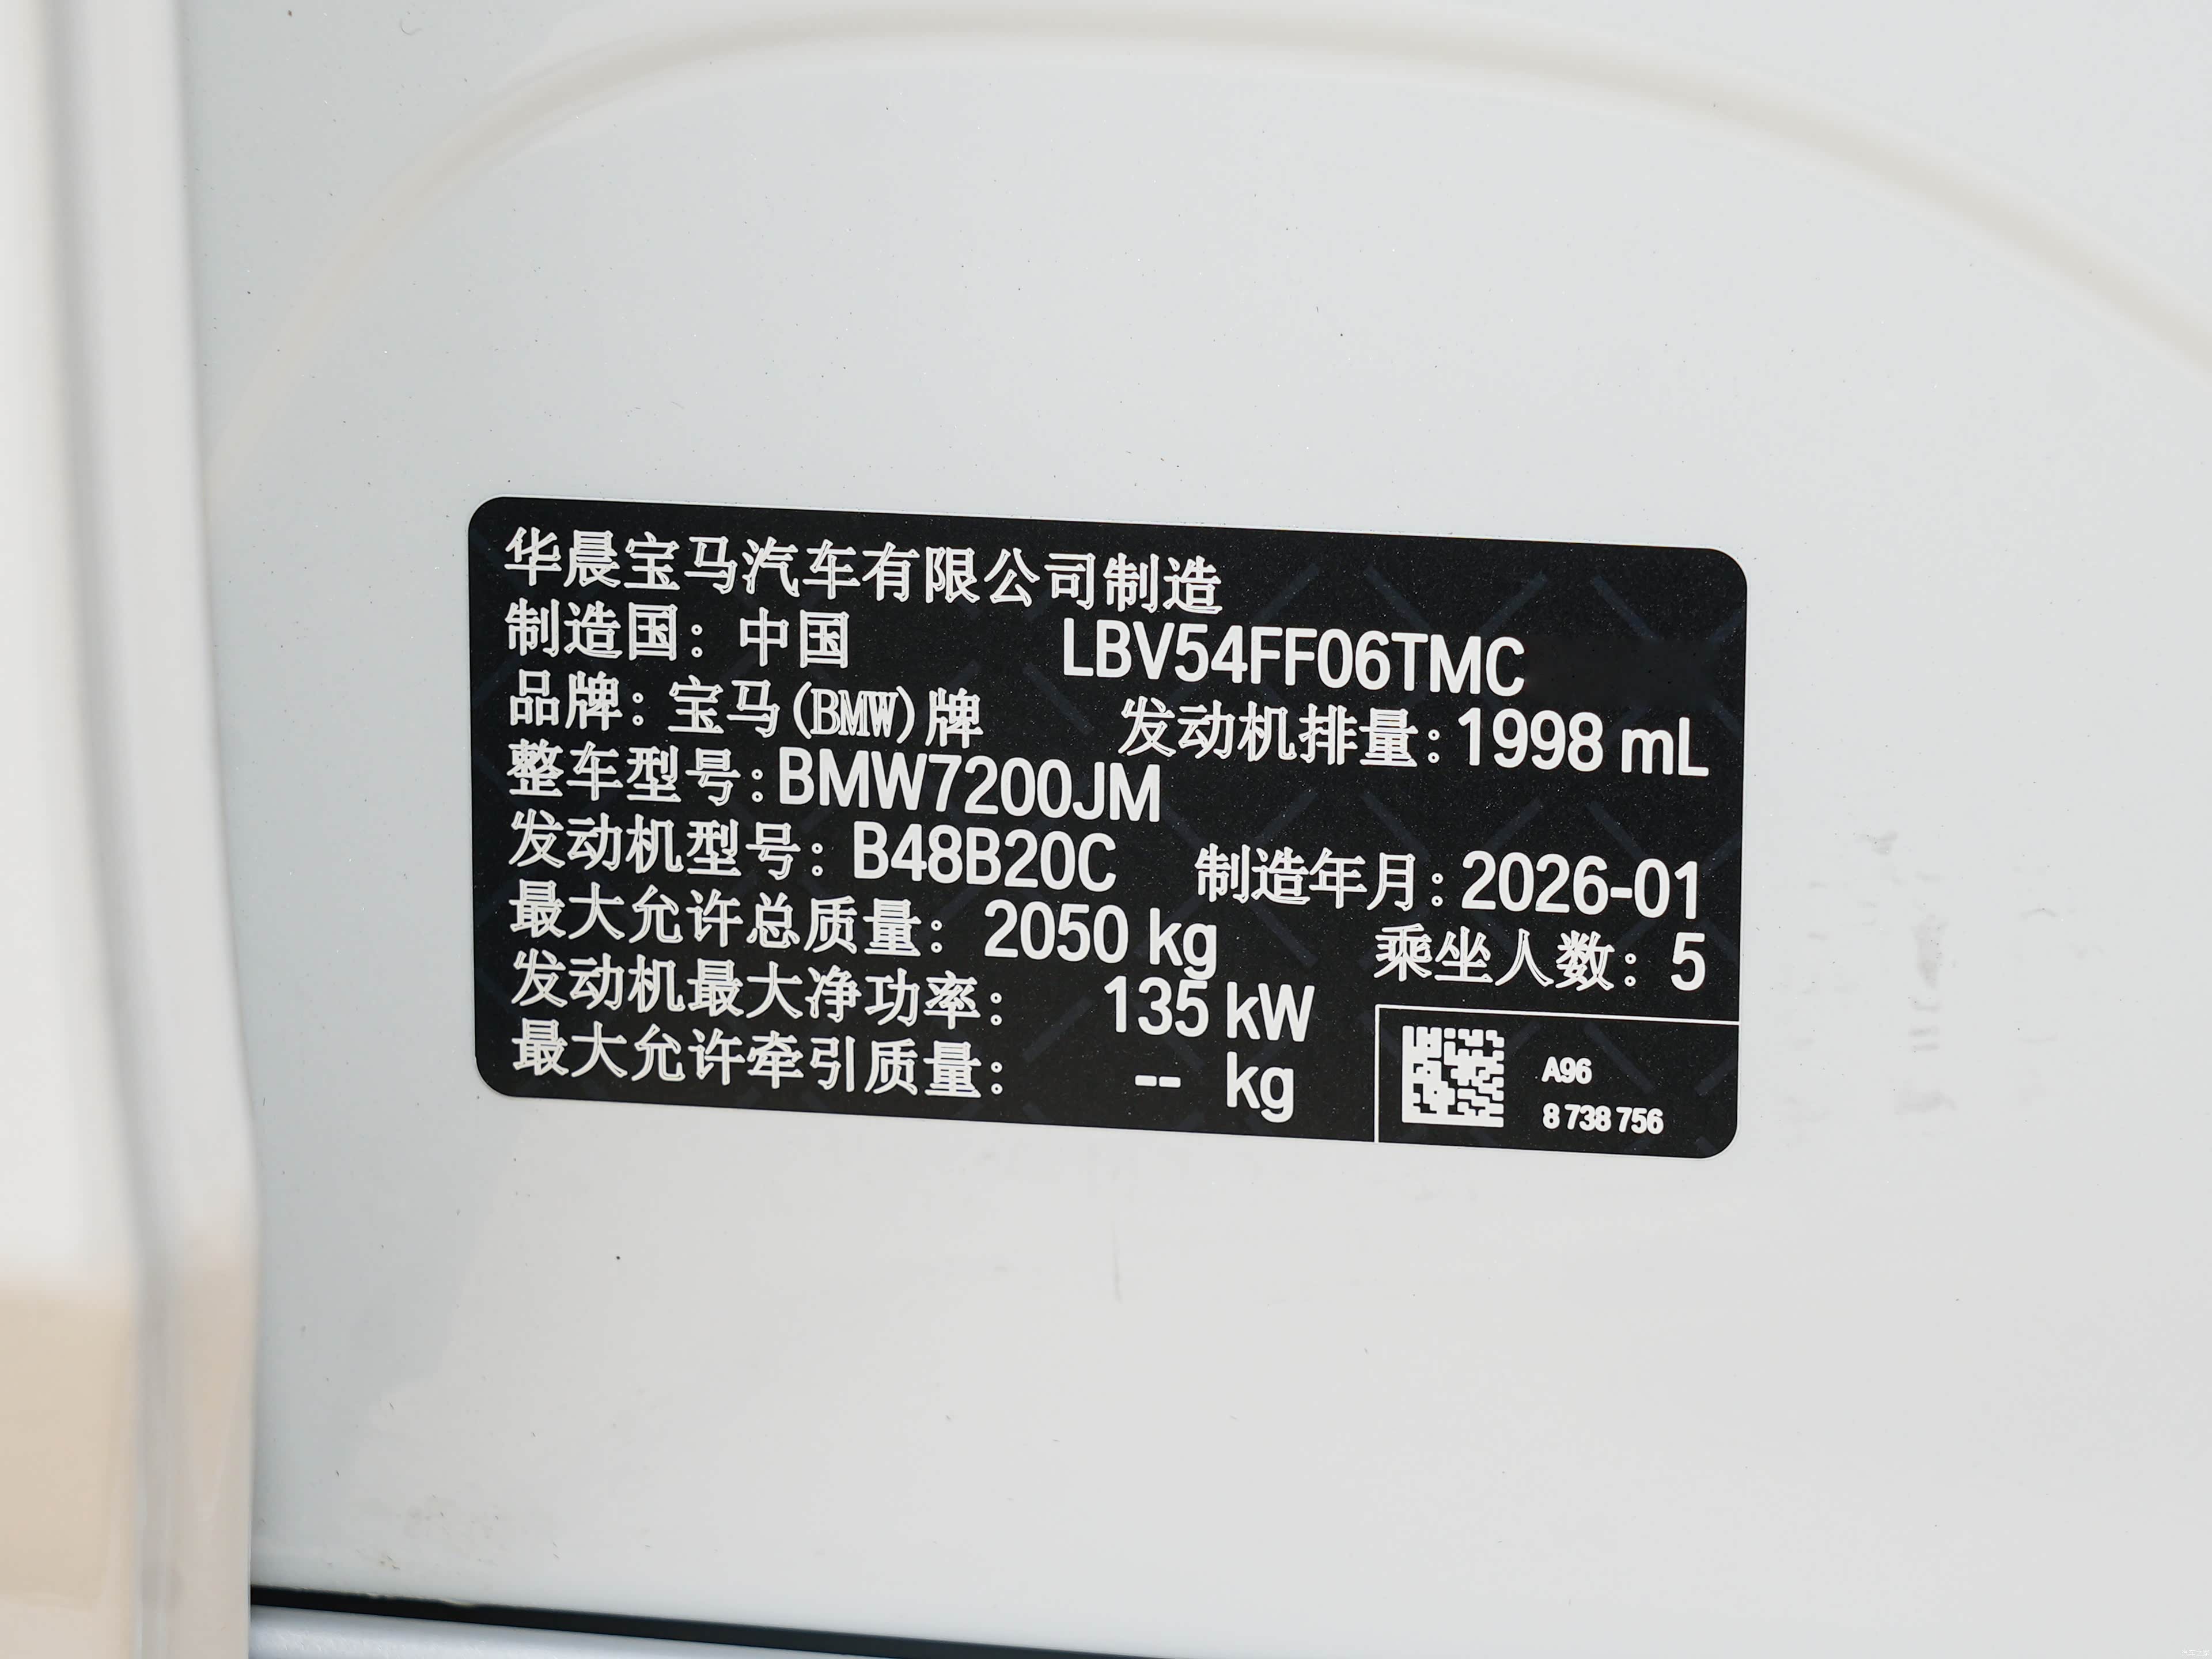 华晨宝马汽车有限公司制造
制造国：中国 LBV54FF06TMC
品牌：宝马(BMW)牌 发动机排量：1998 mL
整车型号：BMW7200JM
发动机型号：B48B20C 制造年月：2026-01
最大允许总质量：2050 kg 乘坐人数：5
发动机最大净功率：135 kW
最大允许牵引质量：-- kg
A96
8 738 756
汽车之家